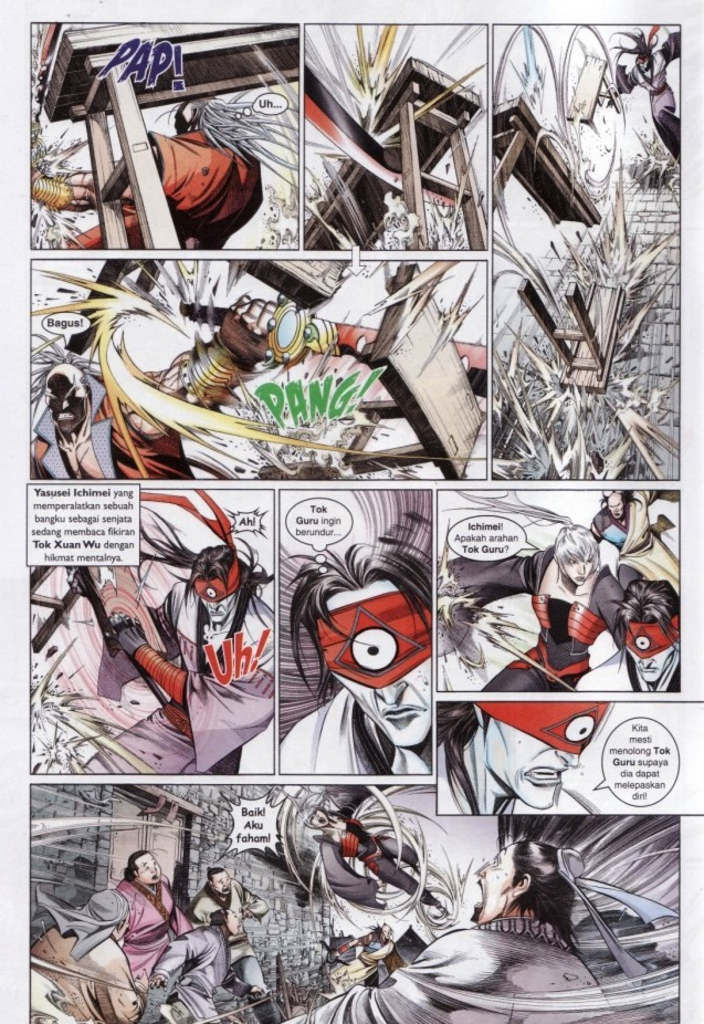 PAP!
Uh...
Bagus!
PANG!
Yasusei Ichimei yang
memperalatkan sebuah
bangku sebagai senjata
sedang membaca fikiran
Tok Xuan Wu dengan
hikmat mentalnya.
Ah!
Uh!
Tok
Guru ingin
berundur...
Ichimei!
Apakah arahan
Tok Guru?
Kita
mesti
menolong Tok
Guru supaya
dia dapat
melepaskan
diri!
Baik!
Aku
faham!